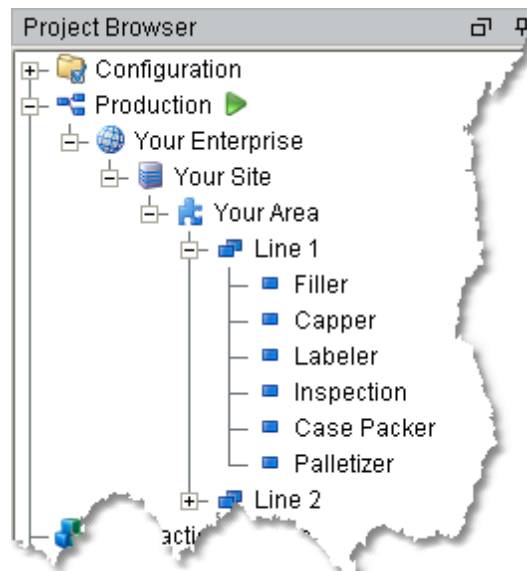 Project Browser
Configuration
Production
Your Enterprise
Your Site
Your Area
Line 1
Filler
Capper
Labeler
Inspection
Case Packer
Palletizer
Line 2